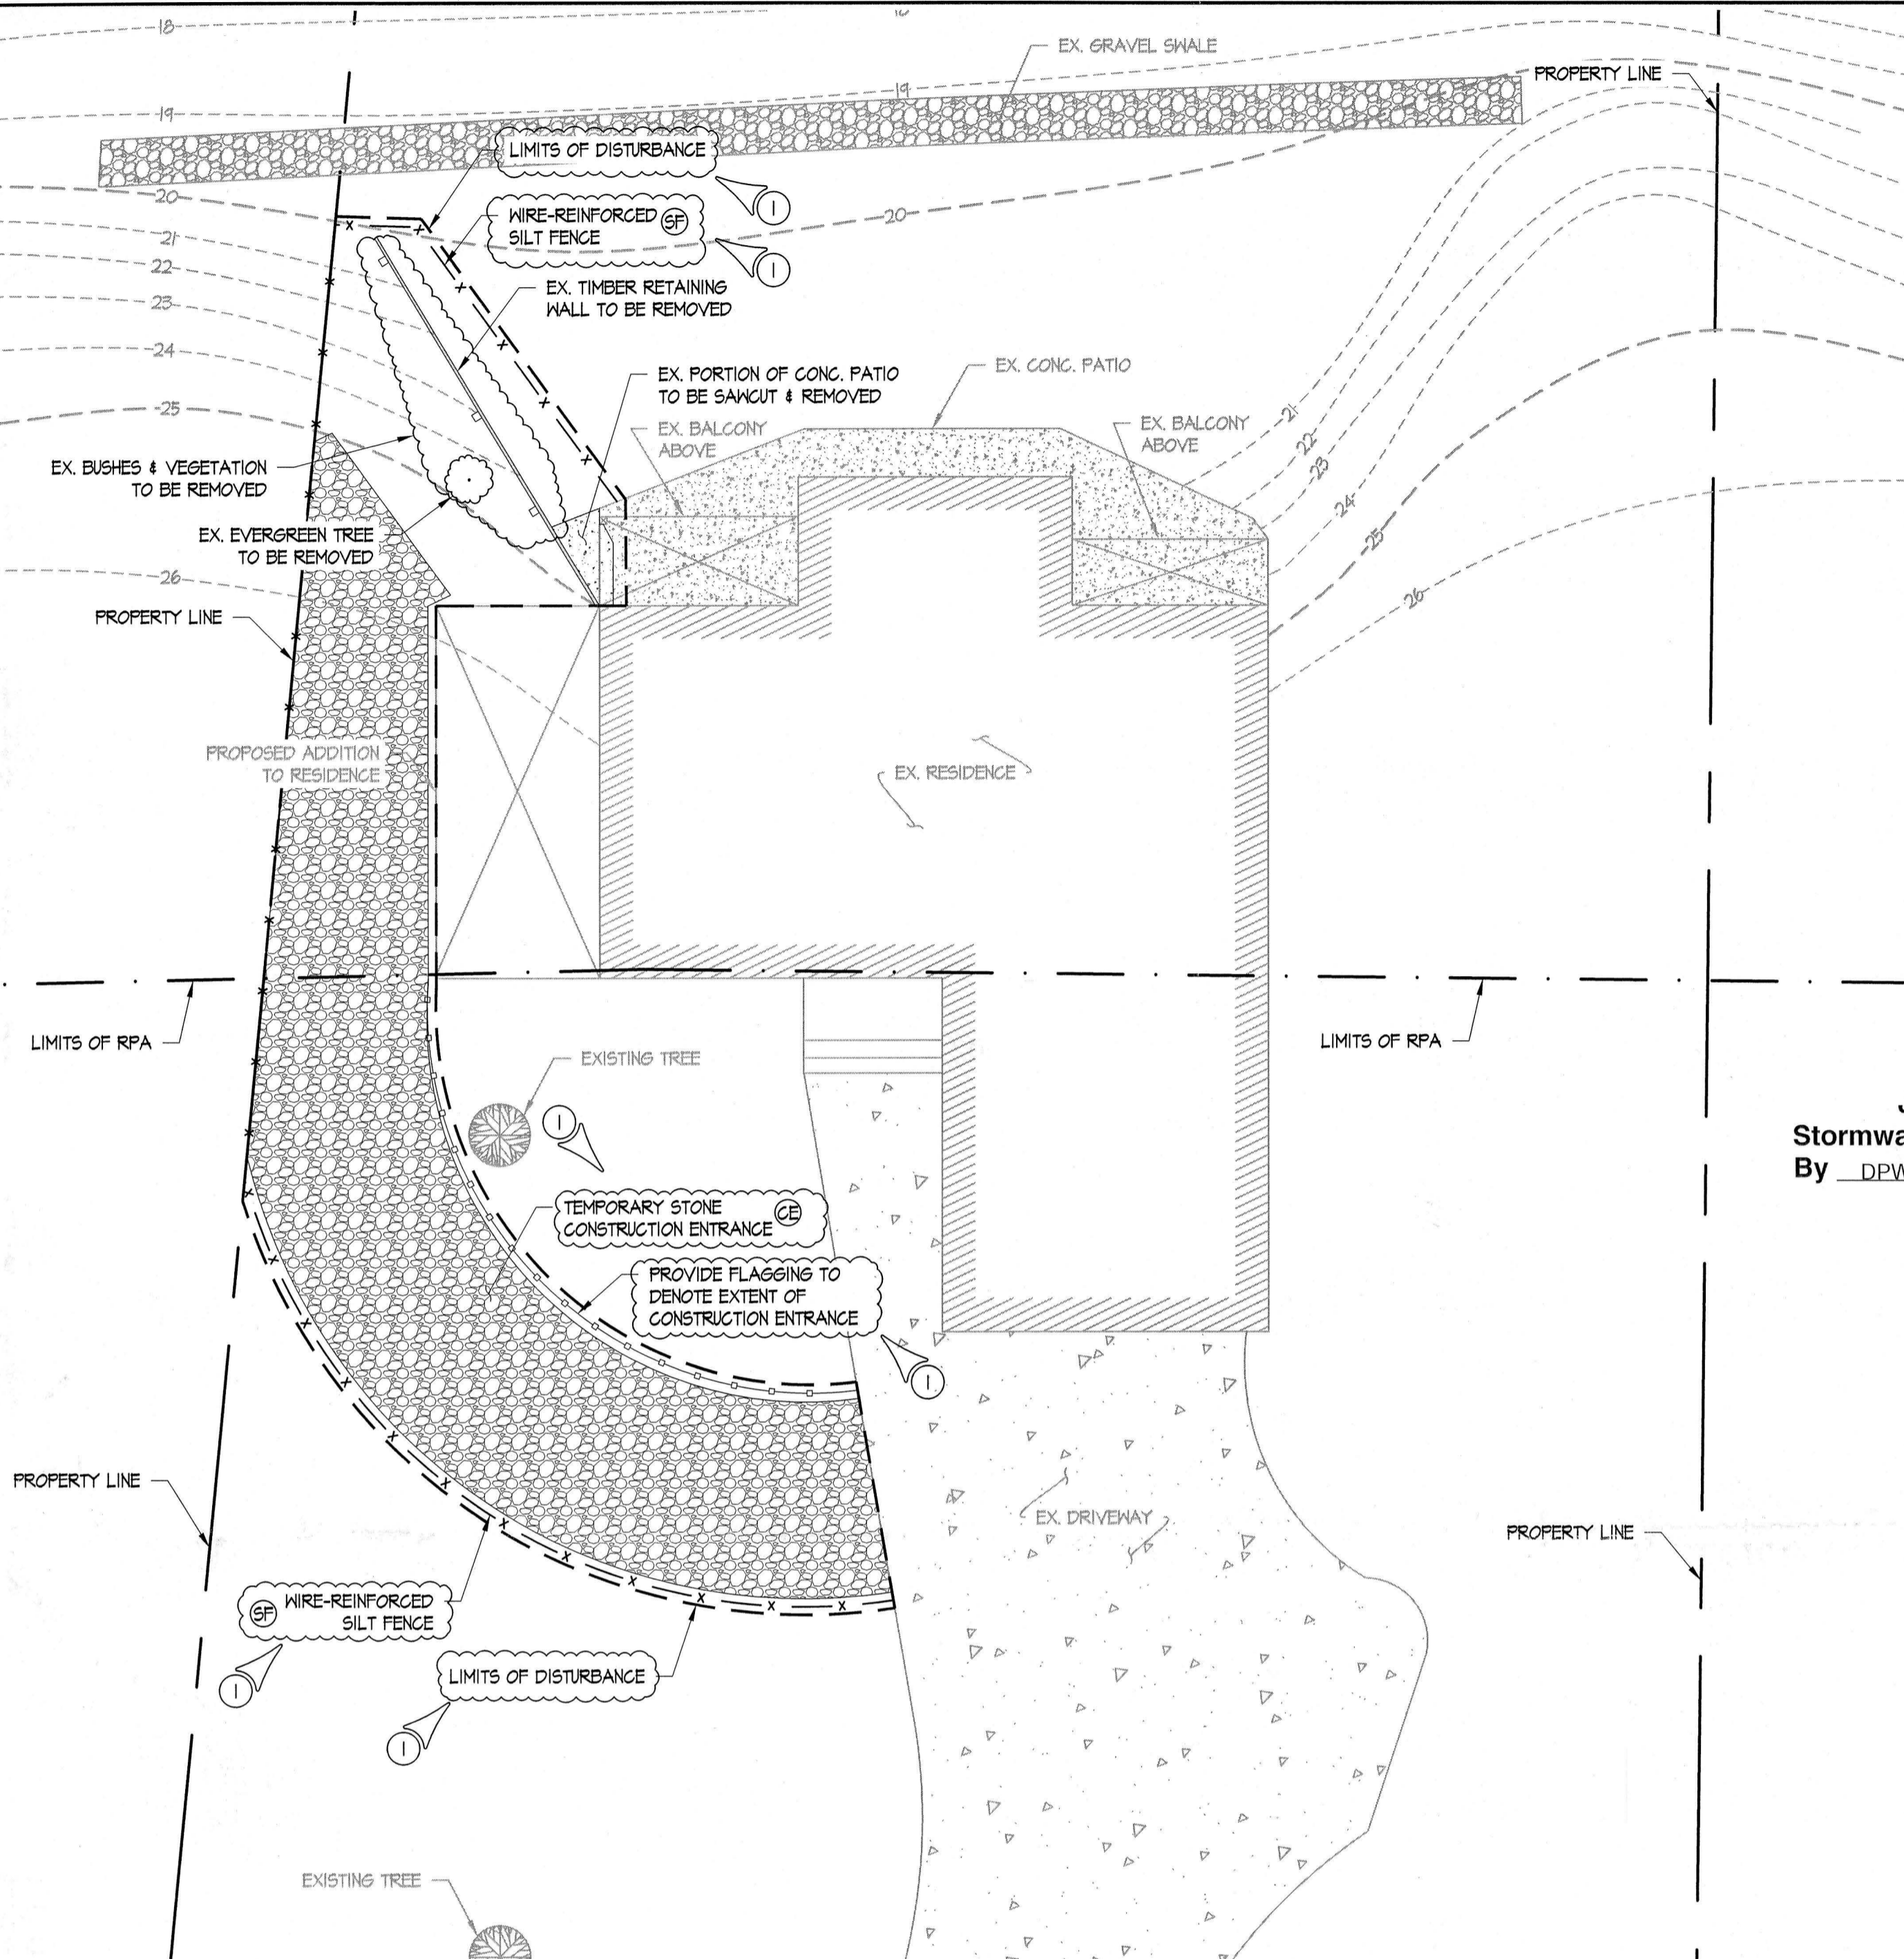 18
EX. GRAVEL SWALE
PROPERTY LINE
19
19
LIMITS OF DISTURBANCE
1
20
20
WIRE-REINFORCED
SILT FENCE
SF
1
21
22
23
24
25
26
EX. TIMBER RETAINING
WALL TO BE REMOVED
EX. PORTION OF CONC. PATIO
TO BE SAWCUT & REMOVED
EX. CONC. PATIO
EX. BALCONY
ABOVE
EX. BALCONY
ABOVE
21
22
23
24
25
26
EX. BUSHES & VEGETATION
TO BE REMOVED
EX. EVERGREEN TREE
TO BE REMOVED
PROPERTY LINE
PROPOSED ADDITION
TO RESIDENCE
EX. RESIDENCE
LIMITS OF RPA
LIMITS OF RPA
EXISTING TREE
1
Stormwa
By DPW
TEMPORARY STONE
CONSTRUCTION ENTRANCE
CE
PROVIDE FLAGGING TO
DENOTE EXTENT OF
CONSTRUCTION ENTRANCE
1
PROPERTY LINE
EX. DRIVEWAY
PROPERTY LINE
SF
WIRE-REINFORCED
SILT FENCE
1
LIMITS OF DISTURBANCE
1
EXISTING TREE